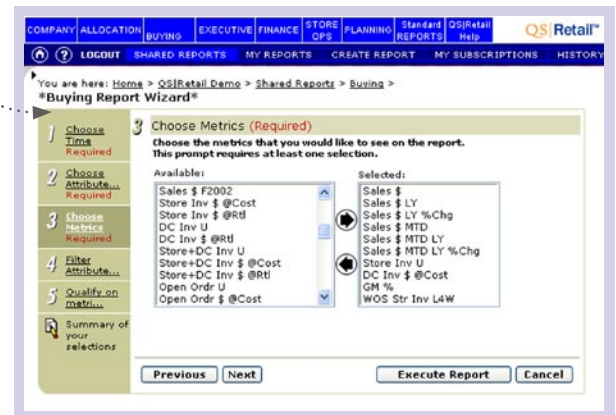 COMPANY ALLOCATION BUYING EXECUTIVE FINANCE STORE OPS PLANNING Standard REPORTS QS|Retail Help QS Retail™
LOGOUT SHARED REPORTS MY REPORTS CREATE REPORT MY SUBSCRIPTIONS HISTORY
You are here: Home > QS|Retail Demo > Shared Reports > Buying >
*Buying Report Wizard*
1 Choose Time
Required
2 Choose Attribute...
Required
3 Choose Metrics
Required
4 Filter Attribute...
5 Qualify on metri...
Summary of your selections
3 Choose Metrics (Required)
Choose the metrics that you would like to see on the report.
This prompt requires at least one selection.
Available:
Sales $ F2002
Store Inv $ @Cost
Store Inv $ @Rtl
DC Inv U
DC Inv $ @Rtl
Store+DC Inv U
Store+DC Inv $ @Cost
Store+DC Inv $ @Rtl
Open Ordr U
Open Ordr $ @Cost
Selected:
Sales $
Sales $ LY
Sales $ LY %Chg
Sales $ MTD
Sales $ MTD LY
Sales $ MTD LY %Chg
Store Inv U
DC Inv $ @Cost
GM %
WOS Str Inv L4W
Previous Next Execute Report Cancel